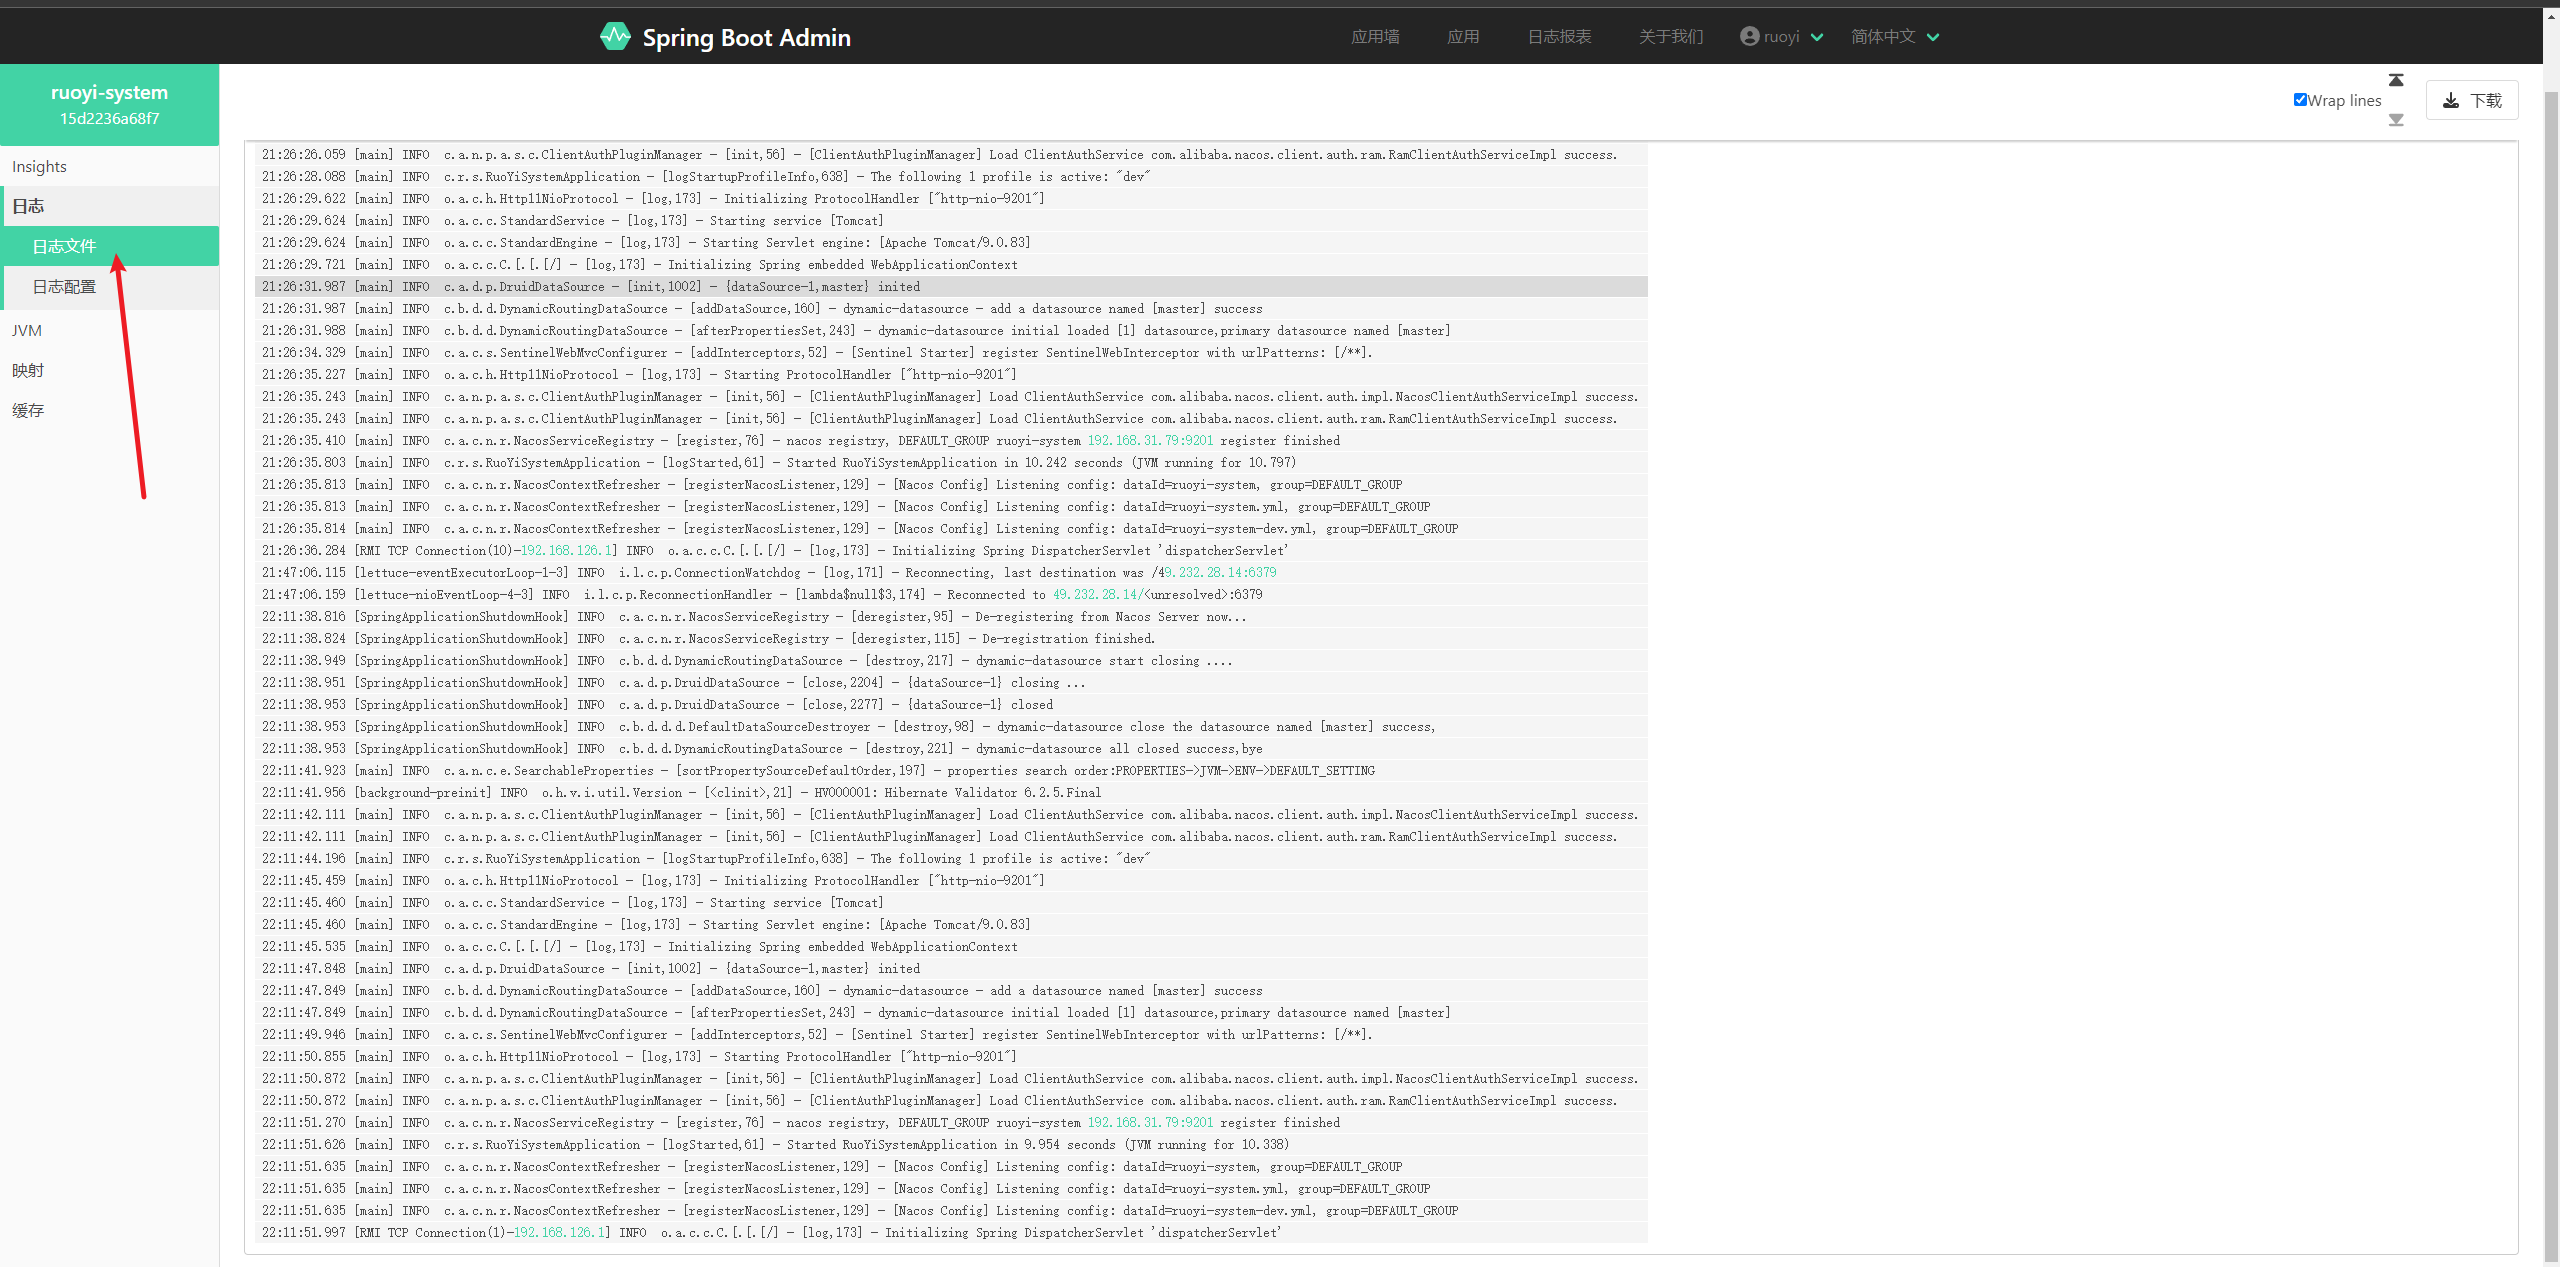 Spring Boot Admin
应用墙 应用 日志报表 关于我们 ruoyi 简体中文
ruoyi-system
15d2236a68f7
Insights
日志
日志文件
日志配置
JVM
映射
缓存
Wrap lines
下载
21:26:26.059 [main] INFO  c.a.n.p.a.s.c.ClientAuthPluginManager - [init,56] - [ClientAuthPluginManager] Load ClientAuthService com.alibaba.nacos.client.auth.ram.RamClientAuthServiceImpl success.
21:26:28.088 [main] INFO  c.r.s.RuoYiSystemApplication - [logStartupProfileInfo,638] - The following 1 profile is active: "dev"
21:26:29.622 [main] INFO  o.a.c.h.Http11NioProtocol - [log,173] - Initializing ProtocolHandler ["http-nio-9201"]
21:26:29.624 [main] INFO  o.a.c.c.StandardService - [log,173] - Starting service [Tomcat]
21:26:29.624 [main] INFO  o.a.c.c.StandardEngine - [log,173] - Starting Servlet engine: [Apache Tomcat/9.0.83]
21:26:29.721 [main] INFO  o.a.c.c.C.[.[.[/] - [log,173] - Initializing Spring embedded WebApplicationContext
21:26:31.987 [main] INFO  c.a.d.p.DruidDataSource - [init,1002] - {dataSource-1,master} inited
21:26:31.987 [main] INFO  c.b.d.d.DynamicRoutingDataSource - [addDataSource,160] - dynamic-datasource - add a datasource named [master] success
21:26:31.988 [main] INFO  c.b.d.d.DynamicRoutingDataSource - [afterPropertiesSet,243] - dynamic-datasource initial loaded [1] datasource,primary datasource named [master]
21:26:34.329 [main] INFO  c.a.c.s.SentinelWebMvcConfigurer - [addInterceptors,52] - [Sentinel Starter] register SentinelWebInterceptor with urlPatterns: [/**].
21:26:35.227 [main] INFO  o.a.c.h.Http11NioProtocol - [log,173] - Starting ProtocolHandler ["http-nio-9201"]
21:26:35.243 [main] INFO  c.a.n.p.a.s.c.ClientAuthPluginManager - [init,56] - [ClientAuthPluginManager] Load ClientAuthService com.alibaba.nacos.client.auth.impl.NacosClientAuthServiceImpl success.
21:26:35.243 [main] INFO  c.a.n.p.a.s.c.ClientAuthPluginManager - [init,56] - [ClientAuthPluginManager] Load ClientAuthService com.alibaba.nacos.client.auth.ram.RamClientAuthServiceImpl success.
21:26:35.410 [main] INFO  c.a.c.n.r.NacosServiceRegistry - [register,76] - nacos registry, DEFAULT_GROUP ruoyi-system 192.168.31.79:9201 register finished
21:26:35.803 [main] INFO  c.r.s.RuoYiSystemApplication - [logStarted,61] - Started RuoYiSystemApplication in 10.242 seconds (JVM running for 10.797)
21:26:35.813 [main] INFO  c.a.c.n.r.NacosContextRefresher - [registerNacosListener,129] - [Nacos Config] Listening config: dataId=ruoyi-system, group=DEFAULT_GROUP
21:26:35.813 [main] INFO  c.a.c.n.r.NacosContextRefresher - [registerNacosListener,129] - [Nacos Config] Listening config: dataId=ruoyi-system.yml, group=DEFAULT_GROUP
21:26:35.814 [main] INFO  c.a.c.n.r.NacosContextRefresher - [registerNacosListener,129] - [Nacos Config] Listening config: dataId=ruoyi-system-dev.yml, group=DEFAULT_GROUP
21:26:36.284 [RMI TCP Connection(10)-192.168.126.1] INFO  o.a.c.c.C.[.[.[/] - [log,173] - Initializing Spring DispatcherServlet 'dispatcherServlet'
21:47:06.115 [lettuce-eventExecutorLoop-1-3] INFO  i.l.c.p.ConnectionWatchdog - [log,171] - Reconnecting, last destination was /49.232.28.14:6379
21:47:06.159 [lettuce-nioEventLoop-4-3] INFO  i.l.c.p.ReconnectionHandler - [lambda$null$3,174] - Reconnected to 49.232.28.14/<unresolved>:6379
22:11:38.816 [SpringApplicationShutdownHook] INFO  c.a.c.n.r.NacosServiceRegistry - [deregister,95] - De-registering from Nacos Server now...
22:11:38.824 [SpringApplicationShutdownHook] INFO  c.a.c.n.r.NacosServiceRegistry - [deregister,115] - De-registration finished.
22:11:38.949 [SpringApplicationShutdownHook] INFO  c.b.d.d.DynamicRoutingDataSource - [destroy,217] - dynamic-datasource start closing ....
22:11:38.951 [SpringApplicationShutdownHook] INFO  c.a.d.p.DruidDataSource - [close,2204] - {dataSource-1} closing ...
22:11:38.953 [SpringApplicationShutdownHook] INFO  c.a.d.p.DruidDataSource - [close,2277] - {dataSource-1} closed
22:11:38.953 [SpringApplicationShutdownHook] INFO  c.b.d.d.d.DefaultDataSourceDestroyer - [destroy,98] - dynamic-datasource close the datasource named [master] success,
22:11:38.953 [SpringApplicationShutdownHook] INFO  c.b.d.d.DynamicRoutingDataSource - [destroy,221] - dynamic-datasource all closed success,bye
22:11:41.923 [main] INFO  c.a.n.c.e.SearchableProperties - [sortPropertySourceDefaultOrder,197] - properties search order:PROPERTIES->JVM->ENV->DEFAULT_SETTING
22:11:41.956 [background-preinit] INFO  o.h.v.i.util.Version - [<clinit>,21] - HV000001: Hibernate Validator 6.2.5.Final
22:11:42.111 [main] INFO  c.a.n.p.a.s.c.ClientAuthPluginManager - [init,56] - [ClientAuthPluginManager] Load ClientAuthService com.alibaba.nacos.client.auth.impl.NacosClientAuthServiceImpl success.
22:11:42.111 [main] INFO  c.a.n.p.a.s.c.ClientAuthPluginManager - [init,56] - [ClientAuthPluginManager] Load ClientAuthService com.alibaba.nacos.client.auth.ram.RamClientAuthServiceImpl success.
22:11:44.196 [main] INFO  c.r.s.RuoYiSystemApplication - [logStartupProfileInfo,638] - The following 1 profile is active: "dev"
22:11:45.459 [main] INFO  o.a.c.h.Http11NioProtocol - [log,173] - Initializing ProtocolHandler ["http-nio-9201"]
22:11:45.460 [main] INFO  o.a.c.c.StandardService - [log,173] - Starting service [Tomcat]
22:11:45.460 [main] INFO  o.a.c.c.StandardEngine - [log,173] - Starting Servlet engine: [Apache Tomcat/9.0.83]
22:11:45.535 [main] INFO  o.a.c.c.C.[.[.[/] - [log,173] - Initializing Spring embedded WebApplicationContext
22:11:47.848 [main] INFO  c.a.d.p.DruidDataSource - [init,1002] - {dataSource-1,master} inited
22:11:47.849 [main] INFO  c.b.d.d.DynamicRoutingDataSource - [addDataSource,160] - dynamic-datasource - add a datasource named [master] success
22:11:47.849 [main] INFO  c.b.d.d.DynamicRoutingDataSource - [afterPropertiesSet,243] - dynamic-datasource initial loaded [1] datasource,primary datasource named [master]
22:11:49.946 [main] INFO  c.a.c.s.SentinelWebMvcConfigurer - [addInterceptors,52] - [Sentinel Starter] register SentinelWebInterceptor with urlPatterns: [/**].
22:11:50.855 [main] INFO  o.a.c.h.Http11NioProtocol - [log,173] - Starting ProtocolHandler ["http-nio-9201"]
22:11:50.872 [main] INFO  c.a.n.p.a.s.c.ClientAuthPluginManager - [init,56] - [ClientAuthPluginManager] Load ClientAuthService com.alibaba.nacos.client.auth.impl.NacosClientAuthServiceImpl success.
22:11:50.872 [main] INFO  c.a.n.p.a.s.c.ClientAuthPluginManager - [init,56] - [ClientAuthPluginManager] Load ClientAuthService com.alibaba.nacos.client.auth.ram.RamClientAuthServiceImpl success.
22:11:51.270 [main] INFO  c.a.c.n.r.NacosServiceRegistry - [register,76] - nacos registry, DEFAULT_GROUP ruoyi-system 192.168.31.79:9201 register finished
22:11:51.626 [main] INFO  c.r.s.RuoYiSystemApplication - [logStarted,61] - Started RuoYiSystemApplication in 9.954 seconds (JVM running for 10.338)
22:11:51.635 [main] INFO  c.a.c.n.r.NacosContextRefresher - [registerNacosListener,129] - [Nacos Config] Listening config: dataId=ruoyi-system, group=DEFAULT_GROUP
22:11:51.635 [main] INFO  c.a.c.n.r.NacosContextRefresher - [registerNacosListener,129] - [Nacos Config] Listening config: dataId=ruoyi-system.yml, group=DEFAULT_GROUP
22:11:51.635 [main] INFO  c.a.c.n.r.NacosContextRefresher - [registerNacosListener,129] - [Nacos Config] Listening config: dataId=ruoyi-system-dev.yml, group=DEFAULT_GROUP
22:11:51.997 [RMI TCP Connection(1)-192.168.126.1] INFO  o.a.c.c.C.[.[.[/] - [log,173] - Initializing Spring DispatcherServlet 'dispatcherServlet'